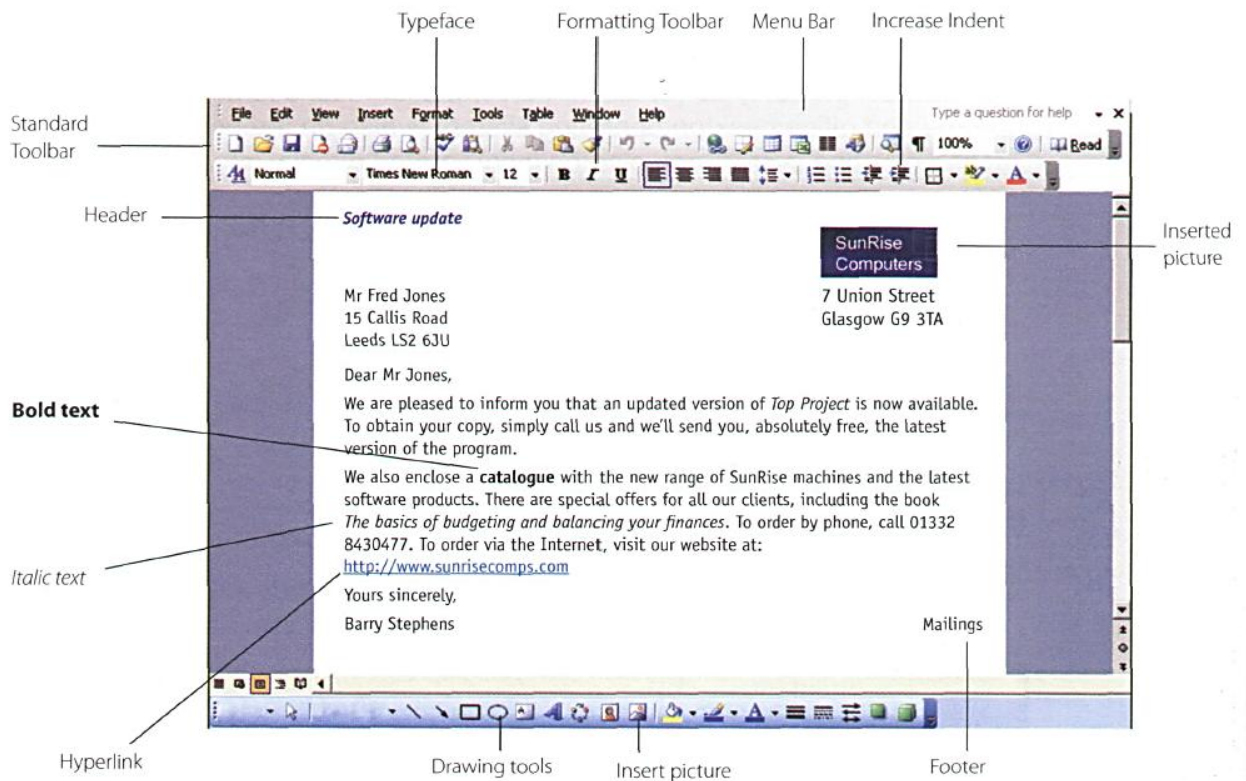 Typeface Formatting Toolbar Menu Bar Increase Indent
Standard
Toolbar
File Edit View Insert Format Tools Table Window Help Type a question for help
100% Read
Normal Times New Roman 12 B I U
Header
Software update
SunRise
Computers
Inserted
picture
Mr Fred Jones 7 Union Street
15 Callis Road Glasgow G9 3TA
Leeds LS2 6JU
Dear Mr Jones,
Bold text
We are pleased to inform you that an updated version of Top Project is now available.
To obtain your copy, simply call us and we'll send you, absolutely free, the latest
version of the program.
We also enclose a catalogue with the new range of SunRise machines and the latest
software products. There are special offers for all our clients, including the book
The basics of budgeting and balancing your finances. To order by phone, call 01332
8430477. To order via the Internet, visit our website at:
http://www.sunrisecomps.com
Italic text
Yours sincerely,
Barry Stephens Mailings
Hyperlink Drawing tools Insert picture Footer